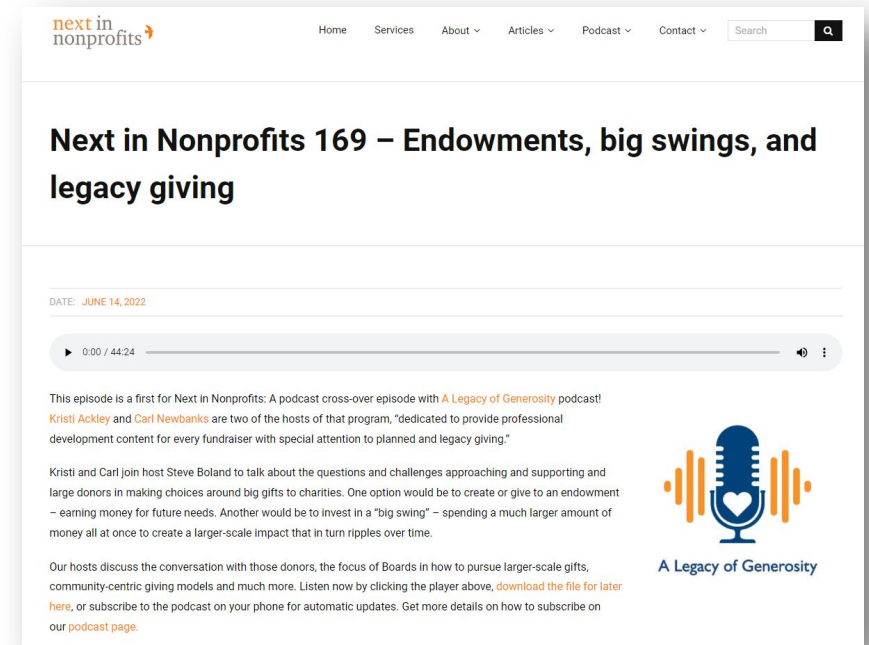 next in
nonprofits
Home Services About Articles Podcast Contact Search
Next in Nonprofits 169 – Endowments, big swings, and
legacy giving
DATE: JUNE 14, 2022
0:00 / 44:24
This episode is a first for Next in Nonprofits: A podcast cross-over episode with A Legacy of Generosity podcast!
Kristi Ackley and Carl Newbanks are two of the hosts of that program, “dedicated to provide professional
development content for every fundraiser with special attention to planned and legacy giving.”
Kristi and Carl join host Steve Boland to talk about the questions and challenges approaching and supporting and
large donors in making choices around big gifts to charities. One option would be to create or give to an endowment
– earning money for future needs. Another would be to invest in a “big swing” – spending a much larger amount of
money all at once to create a larger-scale impact that in turn ripples over time.
Our hosts discuss the conversation with those donors, the focus of Boards in how to pursue larger-scale gifts,
community-centric giving models and much more. Listen now by clicking the player above, download the file for later
here, or subscribe to the podcast on your phone for automatic updates. Get more details on how to subscribe on
our podcast page.
A Legacy of Generosity